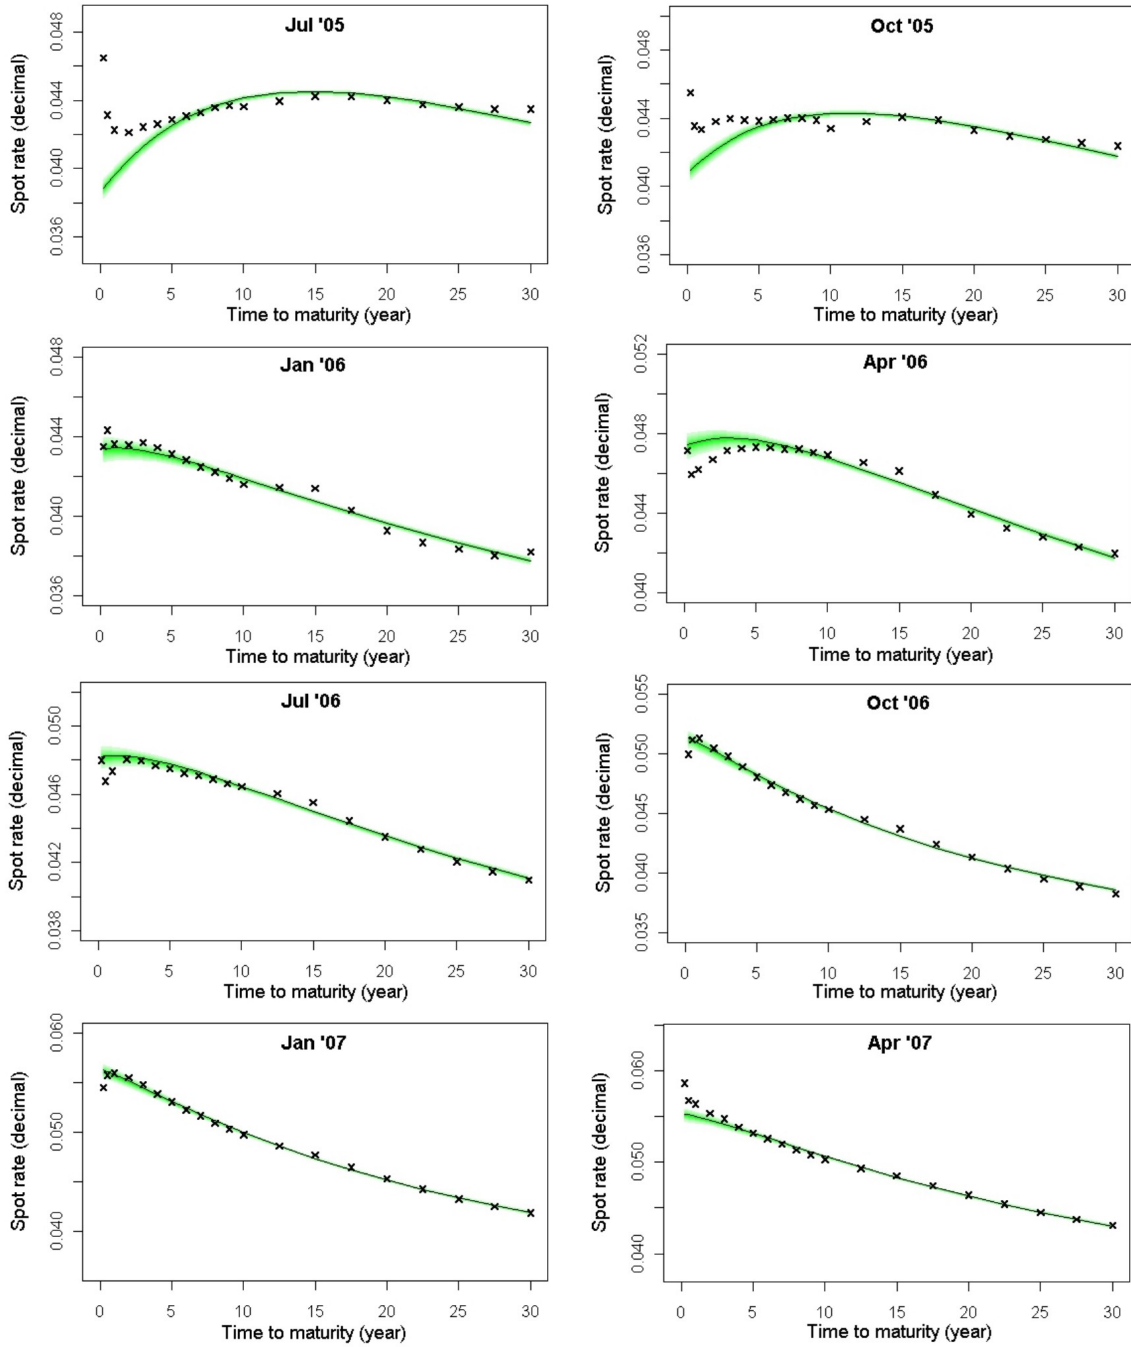 Jul '05
Spot rate (decimal)
0.048
0.044
0.040
0.036
0 5 10 15 20 25 30
Time to maturity (year)
Oct '05
Spot rate (decimal)
0.048
0.044
0.040
0.036
0 5 10 15 20 25 30
Time to maturity (year)
Jan '06
Spot rate (decimal)
0.048
0.044
0.040
0.036
0 5 10 15 20 25 30
Time to maturity (year)
Apr '06
Spot rate (decimal)
0.052
0.048
0.044
0.040
0 5 10 15 20 25 30
Time to maturity (year)
Jul '06
Spot rate (decimal)
0.050
0.046
0.042
0.038
0 5 10 15 20 25 30
Time to maturity (year)
Oct '06
Spot rate (decimal)
0.055
0.050
0.045
0.040
0.035
0 5 10 15 20 25 30
Time to maturity (year)
Jan '07
Spot rate (decimal)
0.060
0.050
0.040
0 5 10 15 20 25 30
Time to maturity (year)
Apr '07
Spot rate (decimal)
0.060
0.050
0.040
0 5 10 15 20 25 30
Time to maturity (year)